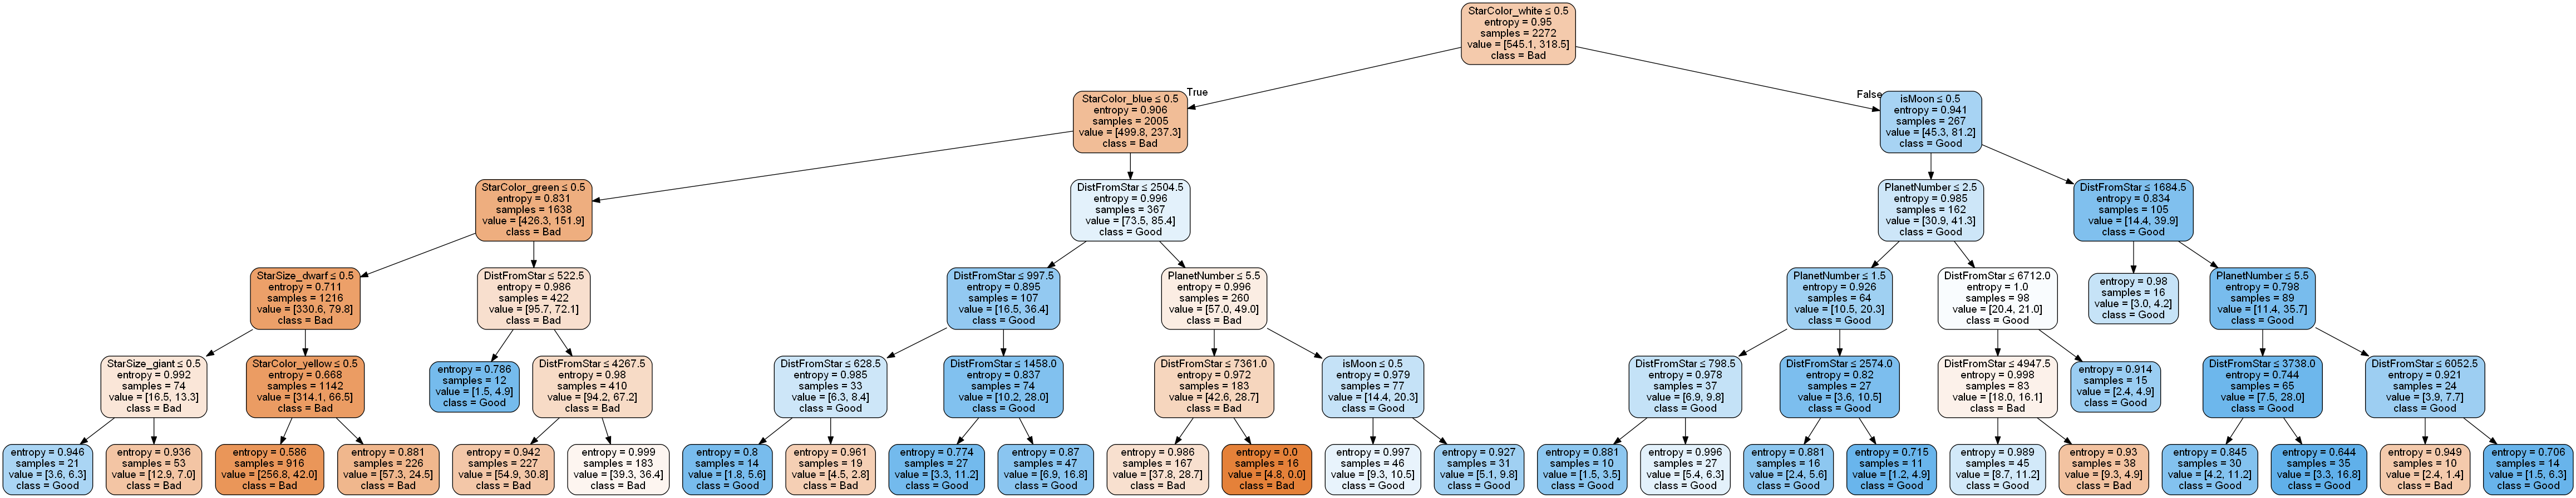 StarColor_white ≤ 0.5
entropy = 0.95
samples = 2272
value = [545.1, 318.5]
class = Bad
True
False
StarColor_blue ≤ 0.5
entropy = 0.906
samples = 2005
value = [499.8, 237.3]
class = Bad
isMoon ≤ 0.5
entropy = 0.941
samples = 267
value = [45.3, 81.2]
class = Good
StarColor_green ≤ 0.5
entropy = 0.831
samples = 1638
value = [426.3, 151.9]
class = Bad
DistFromStar ≤ 2504.5
entropy = 0.996
samples = 367
value = [73.5, 85.4]
class = Good
PlanetNumber ≤ 2.5
entropy = 0.985
samples = 162
value = [30.9, 41.3]
class = Good
DistFromStar ≤ 1684.5
entropy = 0.834
samples = 105
value = [14.4, 39.9]
class = Good
StarSize_dwarf ≤ 0.5
entropy = 0.711
samples = 1216
value = [330.6, 79.8]
class = Bad
DistFromStar ≤ 522.5
entropy = 0.986
samples = 422
value = [95.7, 72.1]
class = Bad
DistFromStar ≤ 997.5
entropy = 0.895
samples = 107
value = [16.5, 36.4]
class = Good
PlanetNumber ≤ 5.5
entropy = 0.996
samples = 260
value = [57.0, 49.0]
class = Bad
PlanetNumber ≤ 1.5
entropy = 0.926
samples = 64
value = [10.5, 20.3]
class = Good
DistFromStar ≤ 6712.0
entropy = 1.0
samples = 98
value = [20.4, 21.0]
class = Good
entropy = 0.98
samples = 16
value = [3.0, 4.2]
class = Good
PlanetNumber ≤ 5.5
entropy = 0.798
samples = 89
value = [11.4, 35.7]
class = Good
StarSize_giant ≤ 0.5
entropy = 0.992
samples = 74
value = [16.5, 13.3]
class = Bad
StarColor_yellow ≤ 0.5
entropy = 0.668
samples = 1142
value = [314.1, 66.5]
class = Bad
entropy = 0.786
samples = 12
value = [1.5, 4.9]
class = Good
DistFromStar ≤ 4267.5
entropy = 0.98
samples = 410
value = [94.2, 67.2]
class = Bad
DistFromStar ≤ 628.5
entropy = 0.985
samples = 33
value = [6.3, 8.4]
class = Good
DistFromStar ≤ 1458.0
entropy = 0.837
samples = 74
value = [10.2, 28.0]
class = Good
DistFromStar ≤ 7361.0
entropy = 0.972
samples = 183
value = [42.6, 28.7]
class = Bad
isMoon ≤ 0.5
entropy = 0.979
samples = 77
value = [14.4, 20.3]
class = Good
DistFromStar ≤ 798.5
entropy = 0.978
samples = 37
value = [6.9, 9.8]
class = Good
DistFromStar ≤ 2574.0
entropy = 0.82
samples = 27
value = [3.6, 10.5]
class = Good
DistFromStar ≤ 4947.5
entropy = 0.998
samples = 83
value = [18.0, 16.1]
class = Bad
entropy = 0.914
samples = 15
value = [2.4, 4.9]
class = Good
DistFromStar ≤ 3738.0
entropy = 0.744
samples = 65
value = [7.5, 28.0]
class = Good
DistFromStar ≤ 6052.5
entropy = 0.921
samples = 24
value = [3.9, 7.7]
class = Good
entropy = 0.946
samples = 21
value = [3.6, 6.3]
class = Good
entropy = 0.936
samples = 53
value = [12.9, 7.0]
class = Bad
entropy = 0.586
samples = 916
value = [256.8, 42.0]
class = Bad
entropy = 0.881
samples = 226
value = [57.3, 24.5]
class = Bad
entropy = 0.942
samples = 227
value = [54.9, 30.8]
class = Bad
entropy = 0.999
samples = 183
value = [39.3, 36.4]
class = Bad
entropy = 0.8
samples = 14
value = [1.8, 5.6]
class = Good
entropy = 0.961
samples = 19
value = [4.5, 2.8]
class = Bad
entropy = 0.774
samples = 27
value = [3.3, 11.2]
class = Good
entropy = 0.87
samples = 47
value = [6.9, 16.8]
class = Good
entropy = 0.986
samples = 167
value = [37.8, 28.7]
class = Bad
entropy = 0.0
samples = 16
value = [4.8, 0.0]
class = Bad
entropy = 0.997
samples = 46
value = [9.3, 10.5]
class = Good
entropy = 0.927
samples = 31
value = [5.1, 9.8]
class = Good
entropy = 0.881
samples = 10
value = [1.5, 3.5]
class = Good
entropy = 0.996
samples = 27
value = [5.4, 6.3]
class = Good
entropy = 0.881
samples = 16
value = [2.4, 5.6]
class = Good
entropy = 0.715
samples = 11
value = [1.2, 4.9]
class = Good
entropy = 0.989
samples = 45
value = [8.7, 11.2]
class = Good
entropy = 0.93
samples = 38
value = [9.3, 4.9]
class = Bad
entropy = 0.845
samples = 30
value = [4.2, 11.2]
class = Good
entropy = 0.644
samples = 35
value = [3.3, 16.8]
class = Good
entropy = 0.949
samples = 10
value = [2.4, 1.4]
class = Bad
entropy = 0.706
samples = 14
value = [1.5, 6.3]
class = Good